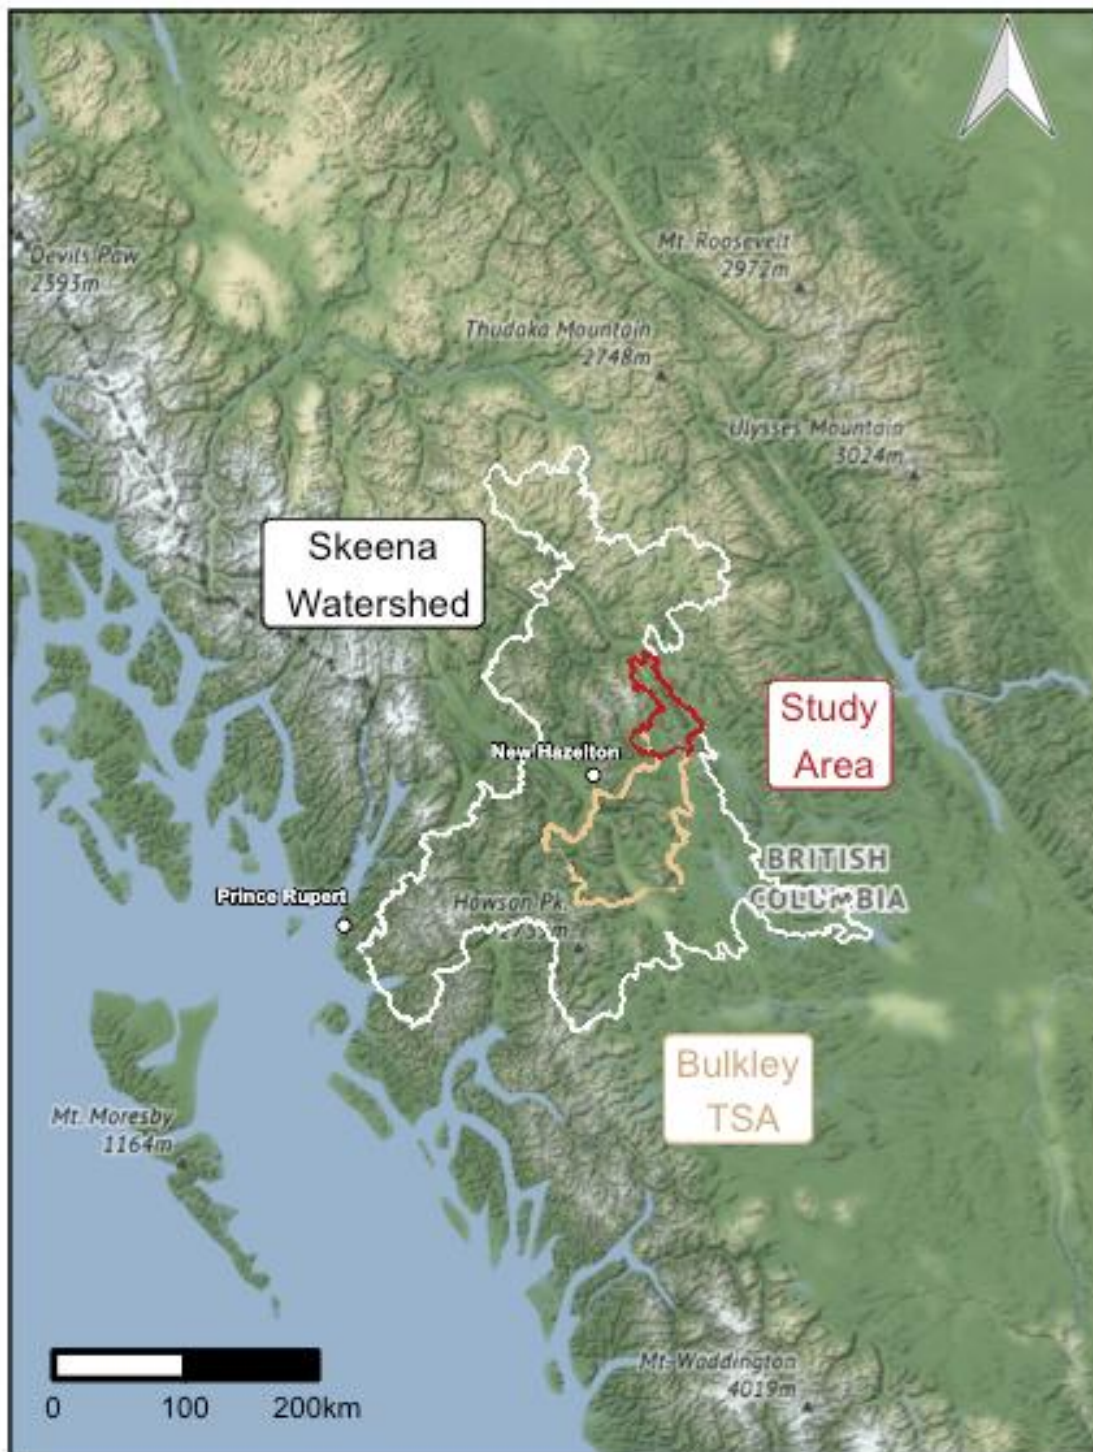 Devils Paw
2593m
Mt. Roosevelt
2972m
Thudaka Mountain
2748m
Ulysses Mountain
3024m
Skeena
Watershed
Study
Area
New Hazelton
BRITISH
COLUMBIA
Prince Rupert
Howson Pk.
2759m
Bulkley
TSA
Mt. Moresby
1164m
Mt. Waddington
4019m
0 100 200km